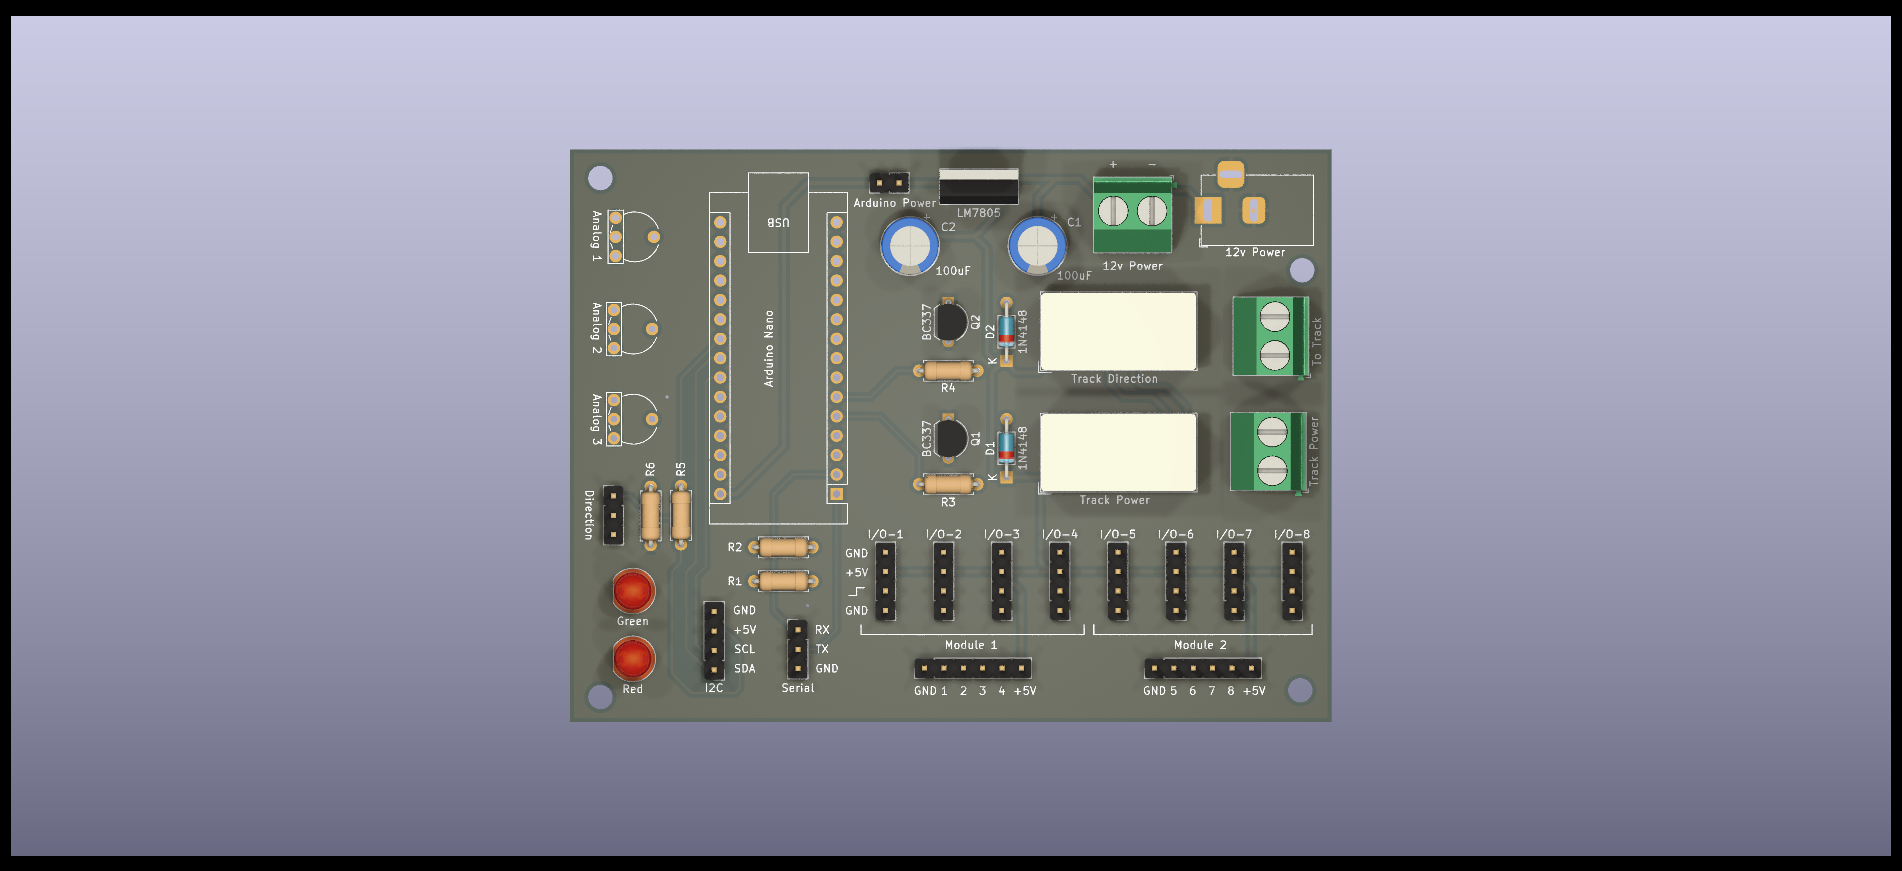 + −
USB
Arduino Power
LM7805
C2
C1
100uF
100uF
12v Power
12v Power
Analog 1
Analog 2
Analog 3
Arduino Nano
BC337
Q2
D2
1N4148
K
R4
Track Direction
To Track
BC337
Q1
D1
1N4148
K
R3
Track Power
Track Power
R6
R5
Direction
R2
R1
I/O-1 I/O-2 I/O-3 I/O-4 I/O-5 I/O-6 I/O-7 I/O-8
GND
+5V
GND
Module 1
Module 2
Green
Red
GND
+5V
SCL
SDA
I2C
RX
TX
GND
Serial
GND 1 2 3 4 +5V
GND 5 6 7 8 +5V